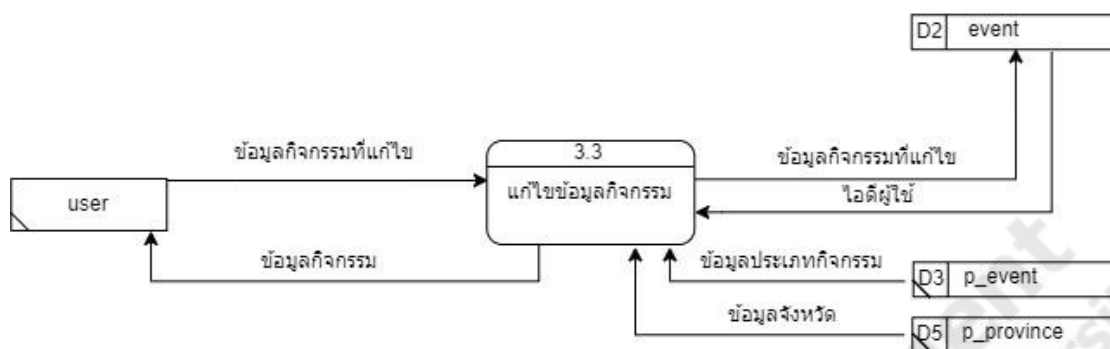 D2 event
ข้อมูลกิจกรรมที่แก้ไข
3.3
ข้อมูลกิจกรรมที่แก้ไข
user
แก้ไขข้อมูลกิจกรรม
ไอดีผู้ใช้
ข้อมูลกิจกรรม
ข้อมูลประเภทกิจกรรม
D3 p_event
ข้อมูลจังหวัด
D5 p_province